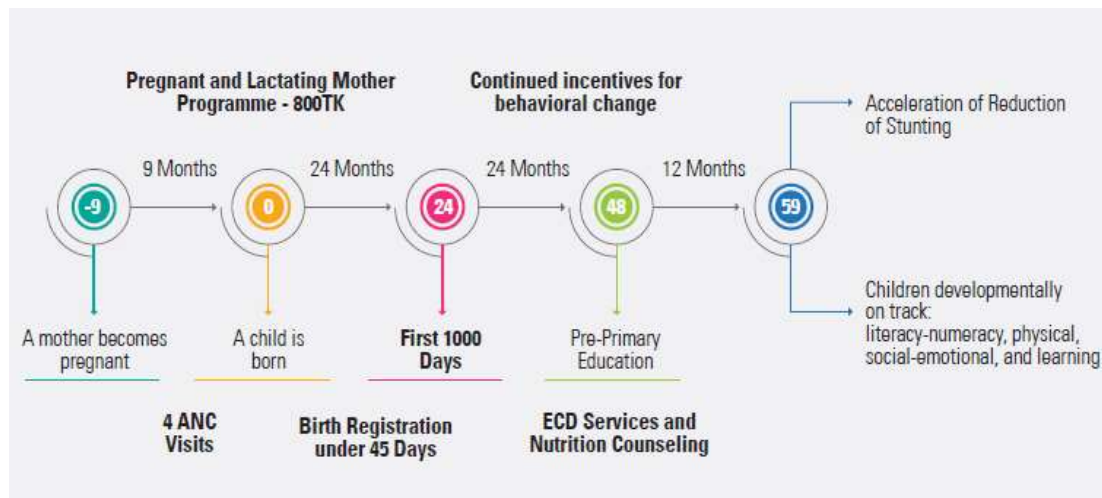 Pregnant and Lactating Mother
Programme - 800TK
Continued incentives for
behavioral change
Acceleration of Reduction
of Stunting
9 Months
24 Months
24 Months
12 Months
-9
0
24
48
59
A mother becomes
pregnant
A child is
born
First 1000
Days
Pre-Primary
Education
Children developmentally
on track:
literacy-numeracy, physical,
social-emotional, and learning
4 ANC
Visits
Birth Registration
under 45 Days
ECD Services and
Nutrition Counseling